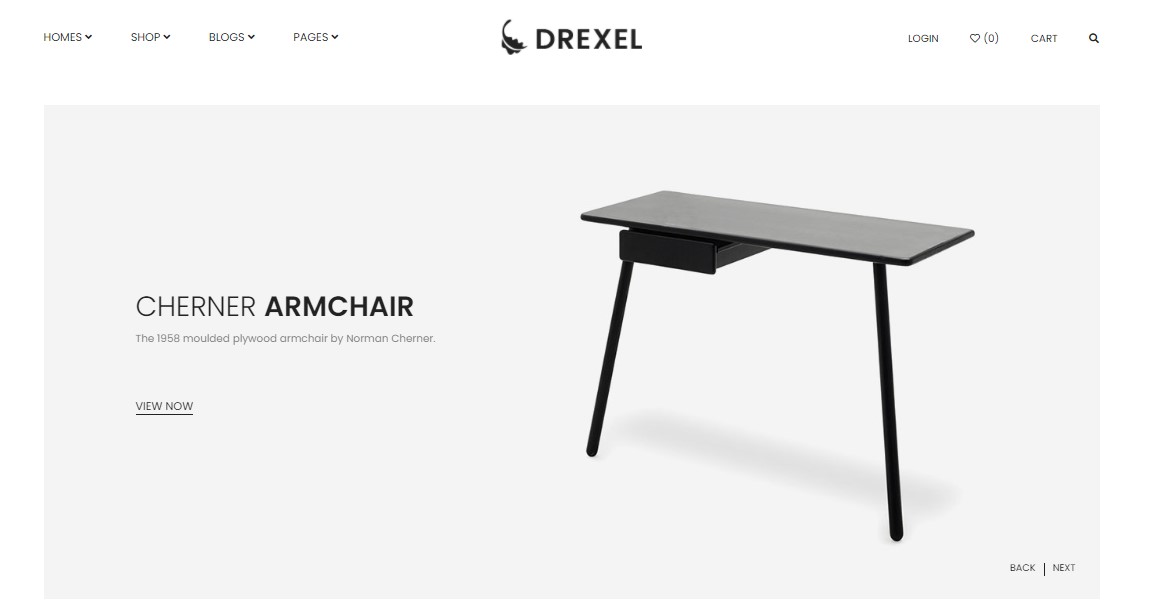 HOMES SHOP BLOGS PAGES DREXEL LOGIN (0) CART
CHERNER ARMCHAIR
The 1958 moulded plywood armchair by Norman Cherner.
VIEW NOW
BACK | NEXT